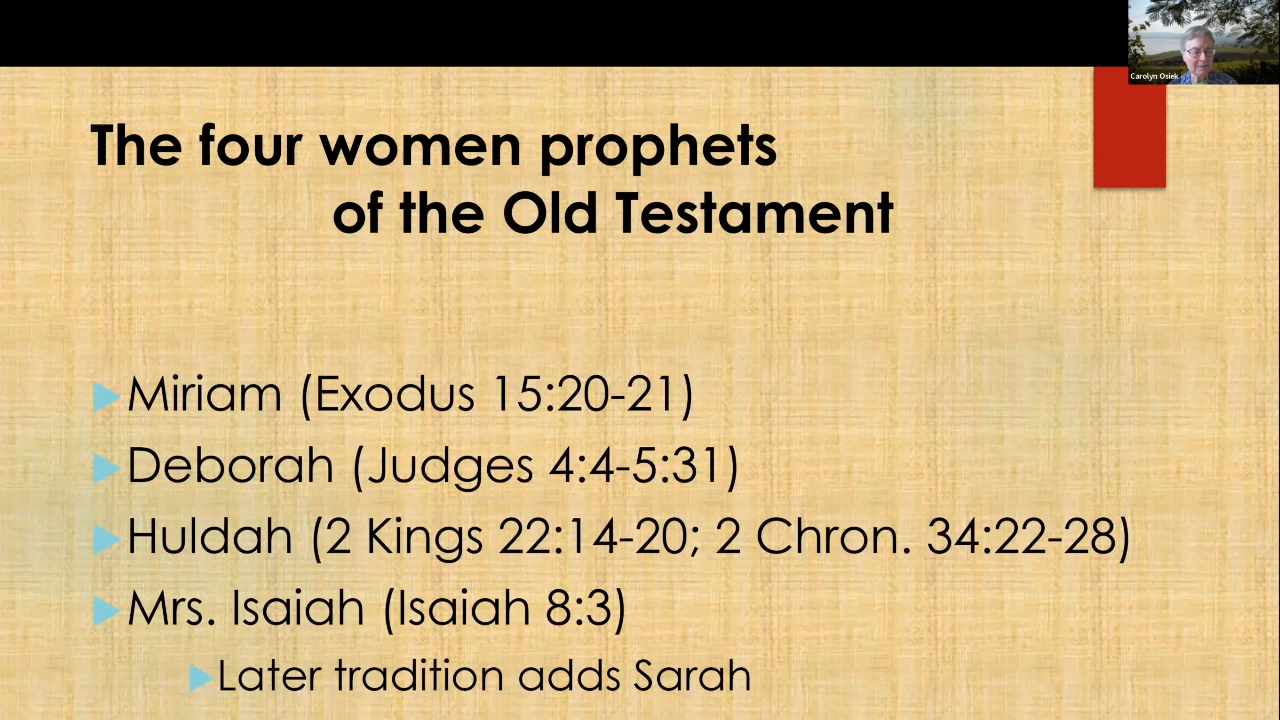 Carolyn Osiek
The four women prophets
of the Old Testament
Miriam (Exodus 15:20-21)
Deborah (Judges 4:4-5:31)
Huldah (2 Kings 22:14-20; 2 Chron. 34:22-28)
Mrs. Isaiah (Isaiah 8:3)
Later tradition adds Sarah